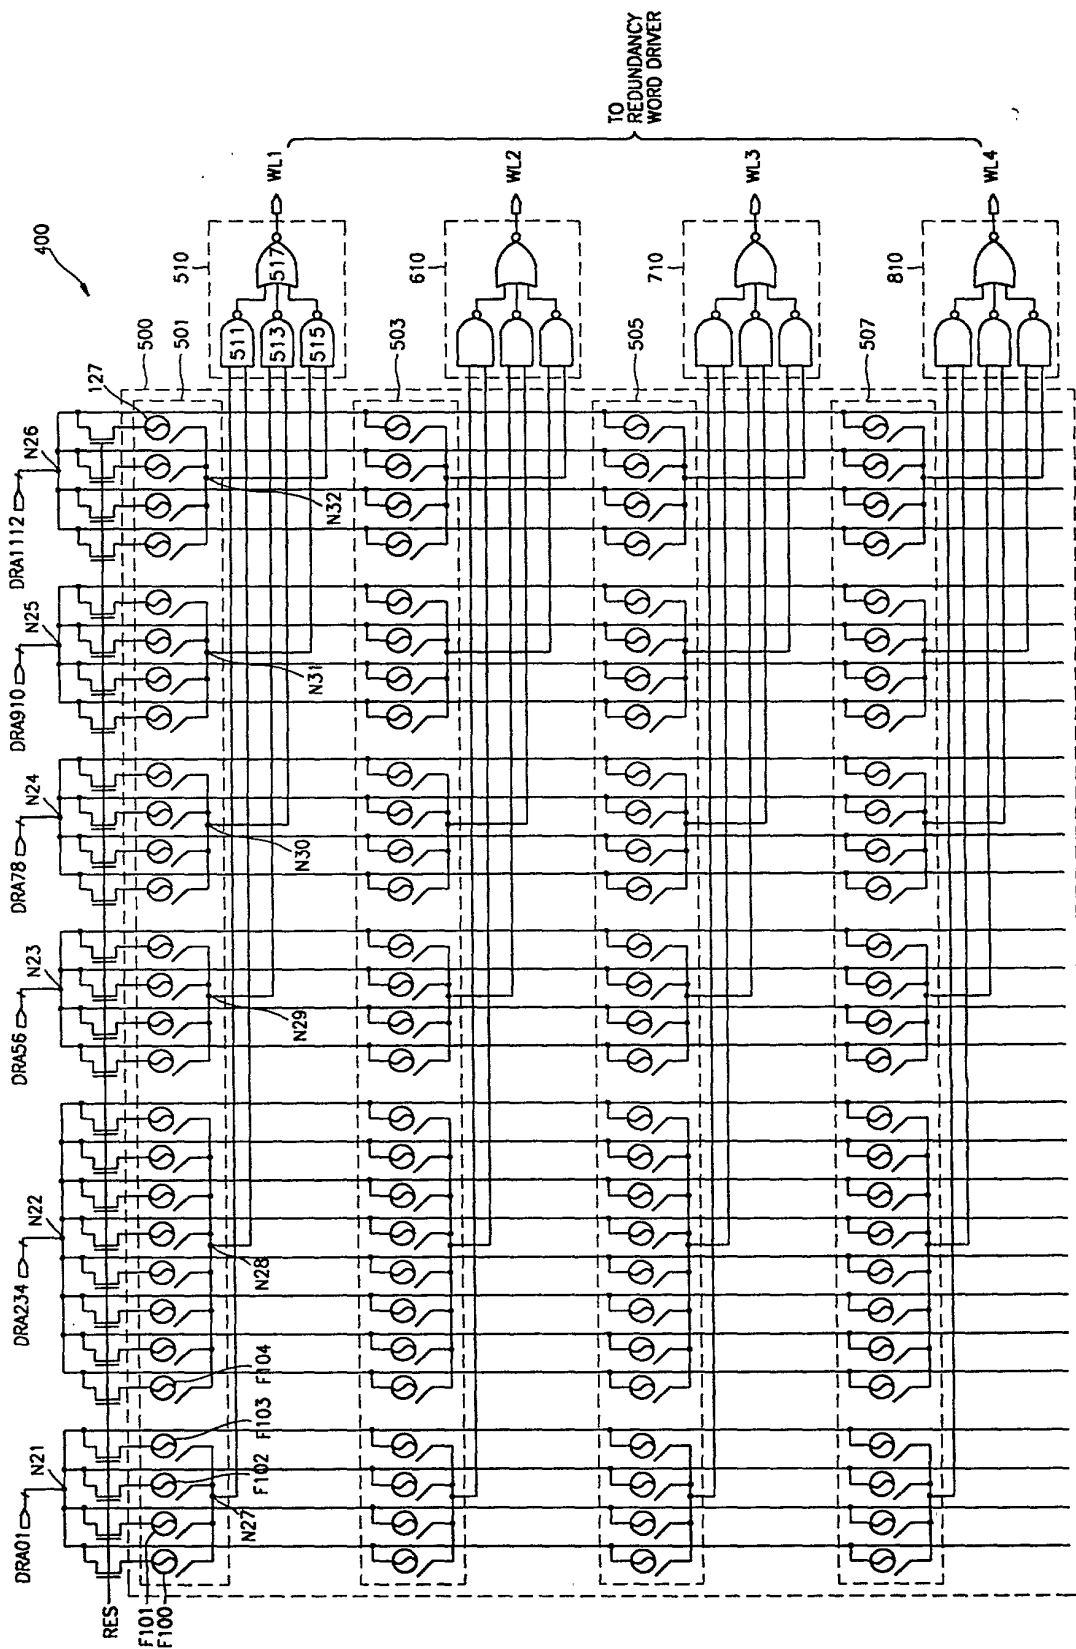 400
DRA01
DRA234
DRA56
DRA78
DRA910
DRA1112
N21
N22
N23
N24
N25
N26
RES
F101
F100
F102
F103
F104
127
500
501
N27
N28
N29
N30
N31
N32
510
511
513
515
517
WL1
503
610
WL2
505
710
WL3
507
810
WL4
TO
REDUNDANCY
WORD DRIVER